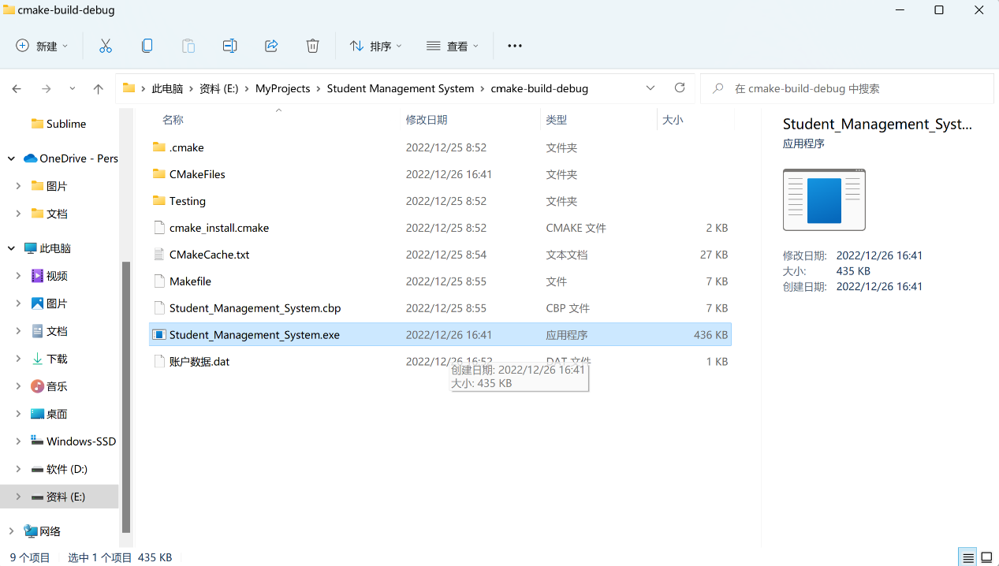 cmake-build-debug
新建
排序
查看
此电脑 > 资料 (E:) > MyProjects > Student Management System > cmake-build-debug
在 cmake-build-debug 中搜索
Sublime
OneDrive - Pers
图片
文档
此电脑
视频
图片
文档
下载
音乐
桌面
Windows-SSD
软件 (D:)
资料 (E:)
网络
名称 修改日期 类型 大小
.cmake 2022/12/25 8:52 文件夹
CMakeFiles 2022/12/26 16:41 文件夹
Testing 2022/12/25 8:52 文件夹
cmake_install.cmake 2022/12/25 8:52 CMAKE 文件 2 KB
CMakeCache.txt 2022/12/25 8:54 文本文档 27 KB
Makefile 2022/12/25 8:55 文件 7 KB
Student_Management_System.cbp 2022/12/25 8:55 CBP 文件 7 KB
Student_Management_System.exe 2022/12/26 16:41 应用程序 436 KB
账户数据.dat 2022/12/26 16:52 DAT 文件 1 KB
创建日期: 2022/12/26 16:41
大小: 435 KB
Student_Management_Syst...
应用程序
修改日期: 2022/12/26 16:41
大小: 435 KB
创建日期: 2022/12/26 16:41
9 个项目 选中 1 个项目 435 KB